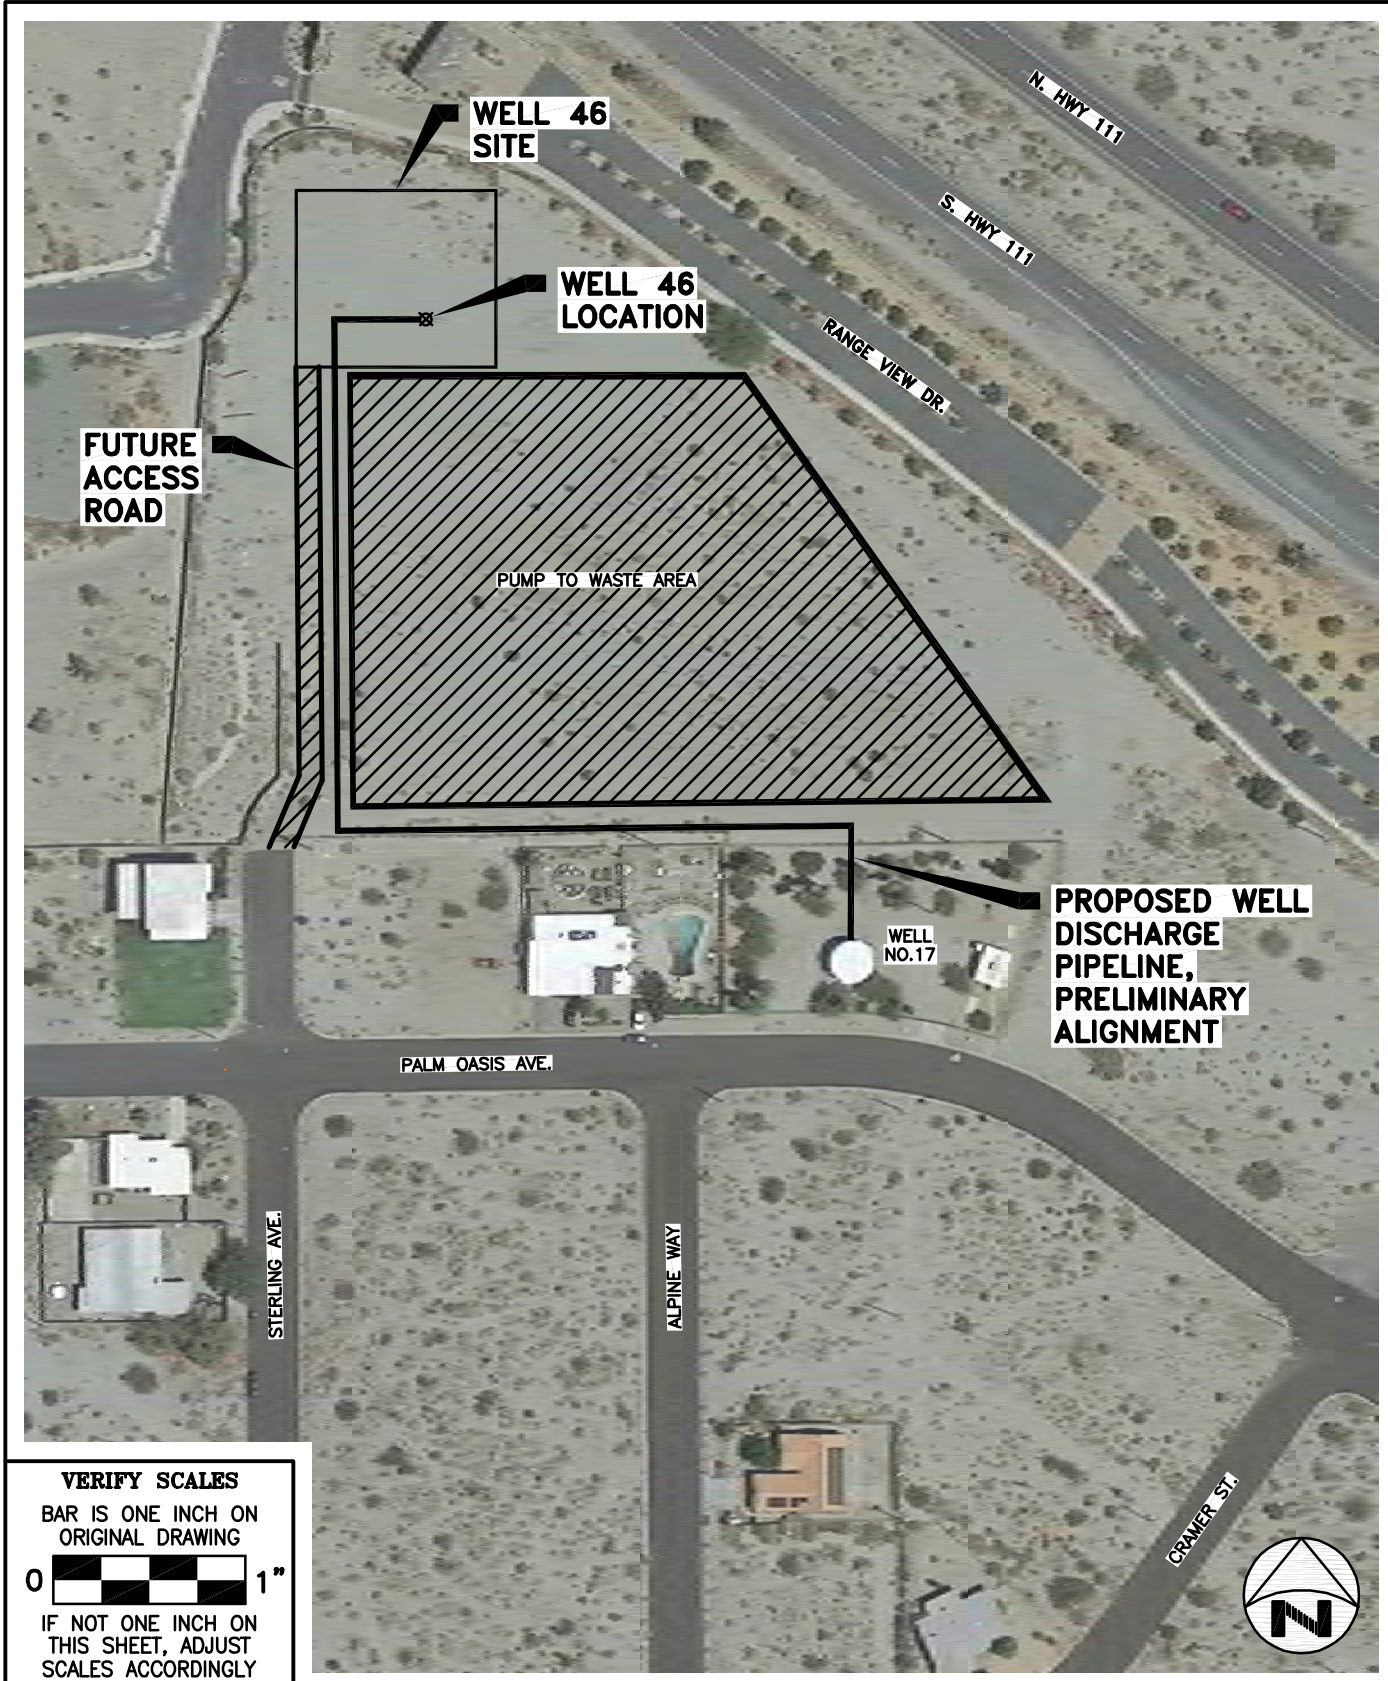 N. HWY 111
WELL 46
SITE
S. HWY 111
WELL 46
LOCATION
RANGE VIEW DR.
FUTURE
ACCESS
ROAD
PUMP TO WASTE AREA
PROPOSED WELL
DISCHARGE
PIPELINE,
PRELIMINARY
ALIGNMENT
WELL
NO.17
PALM OASIS AVE.
STERLING AVE.
ALPINE WAY
CRAMER ST.
VERIFY SCALES
BAR IS ONE INCH ON
ORIGINAL DRAWING
0 1"
IF NOT ONE INCH ON
THIS SHEET, ADJUST
SCALES ACCORDINGLY
N